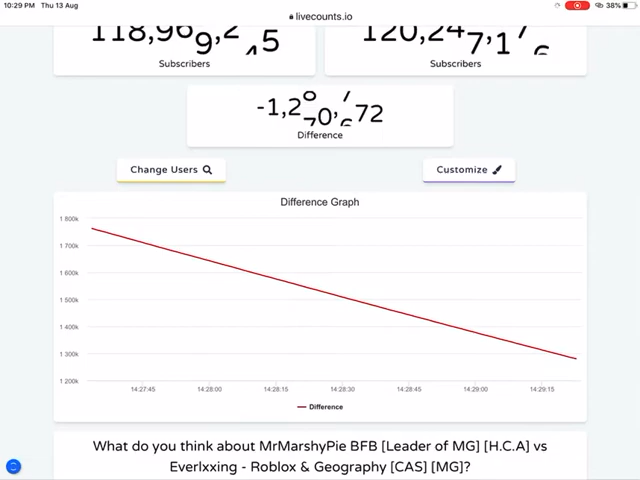 10:29 PM Thu 13 Aug
38%
livecounts.io
Subscribers
Subscribers
Difference
Change Users
Customize
Difference Graph
1 800k
1 700k
1 600k
1 500k
1 400k
1 300k
1 200k
14:27:45 14:28:00 14:28:15 14:28:30 14:28:45 14:29:00 14:29:15
Difference
What do you think about MrMarshyPie BFB [Leader of MG] [H.C.A] vs
Everlxxing - Roblox & Geography [CAS] [MG]?